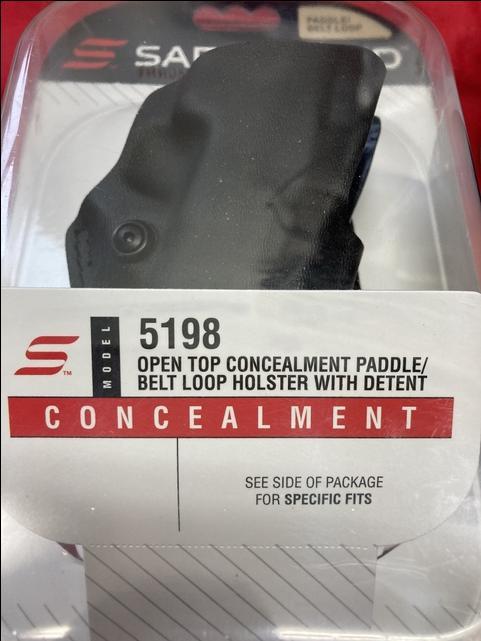 PADDLE/
BELT LOOP
MODEL
5198
OPEN TOP CONCEALMENT PADDLE/
BELT LOOP HOLSTER WITH DETENT
CONCEALMENT
SEE SIDE OF PACKAGE
FOR SPECIFIC FITS
S
TM